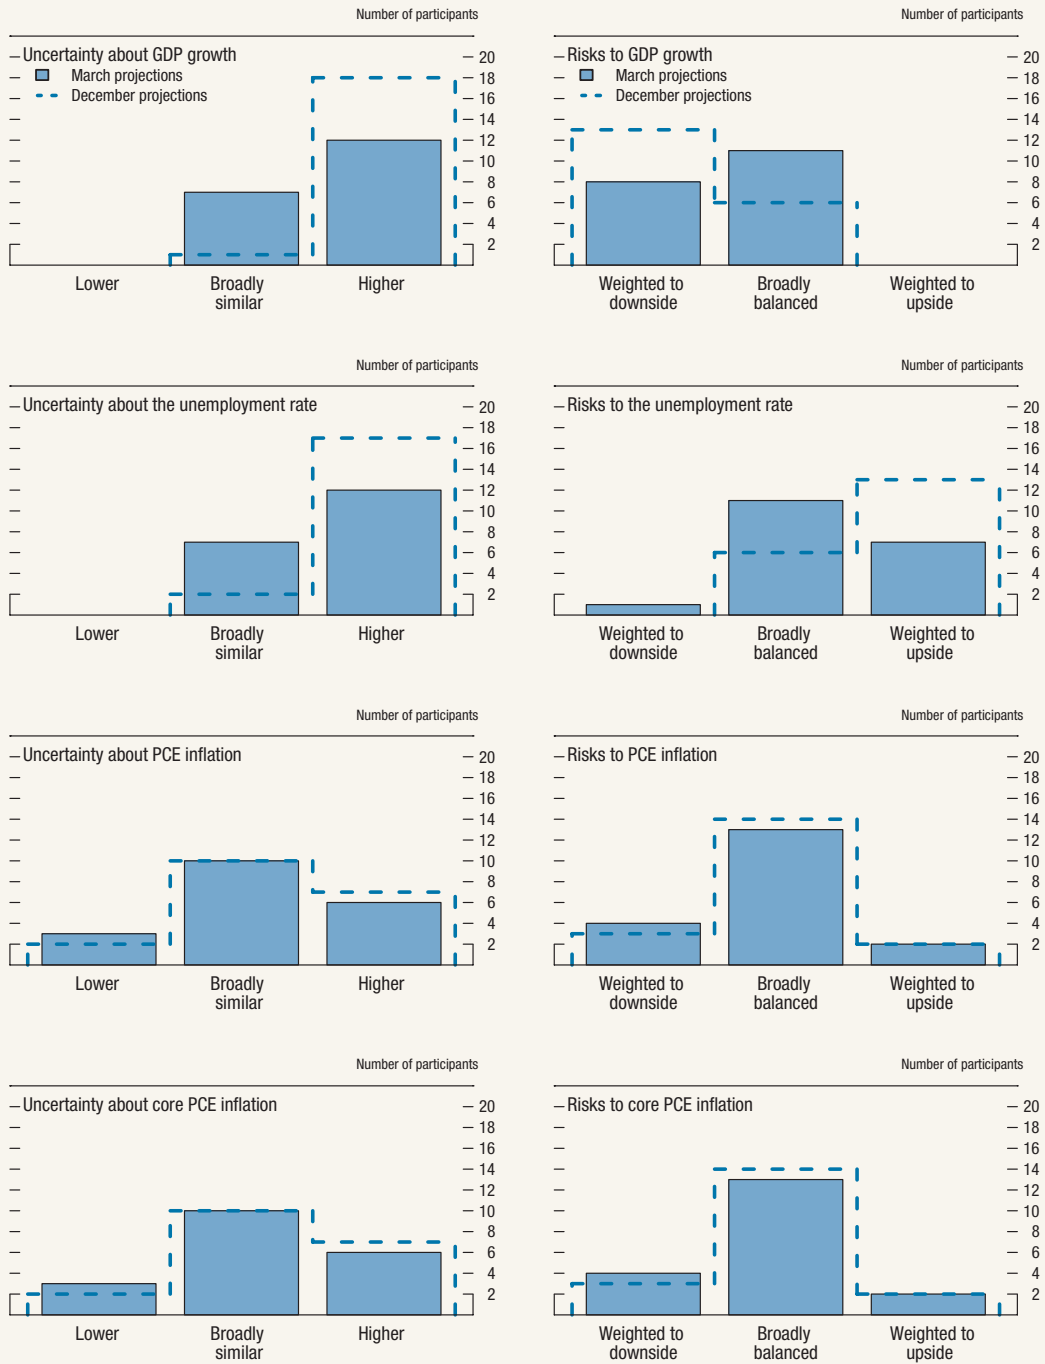 Number of participants
Uncertainty about GDP growth
March projections
December projections
20
18
16
14
12
10
8
6
4
2
Lower
Broadly
similar
Higher
Number of participants
Risks to GDP growth
March projections
December projections
20
18
16
14
12
10
8
6
4
2
Weighted to
downside
Broadly
balanced
Weighted to
upside
Number of participants
Uncertainty about the unemployment rate
20
18
16
14
12
10
8
6
4
2
Lower
Broadly
similar
Higher
Number of participants
Risks to the unemployment rate
20
18
16
14
12
10
8
6
4
2
Weighted to
downside
Broadly
balanced
Weighted to
upside
Number of participants
Uncertainty about PCE inflation
20
18
16
14
12
10
8
6
4
2
Lower
Broadly
similar
Higher
Number of participants
Risks to PCE inflation
20
18
16
14
12
10
8
6
4
2
Weighted to
downside
Broadly
balanced
Weighted to
upside
Number of participants
Uncertainty about core PCE inflation
20
18
16
14
12
10
8
6
4
2
Lower
Broadly
similar
Higher
Number of participants
Risks to core PCE inflation
20
18
16
14
12
10
8
6
4
2
Weighted to
downside
Broadly
balanced
Weighted to
upside